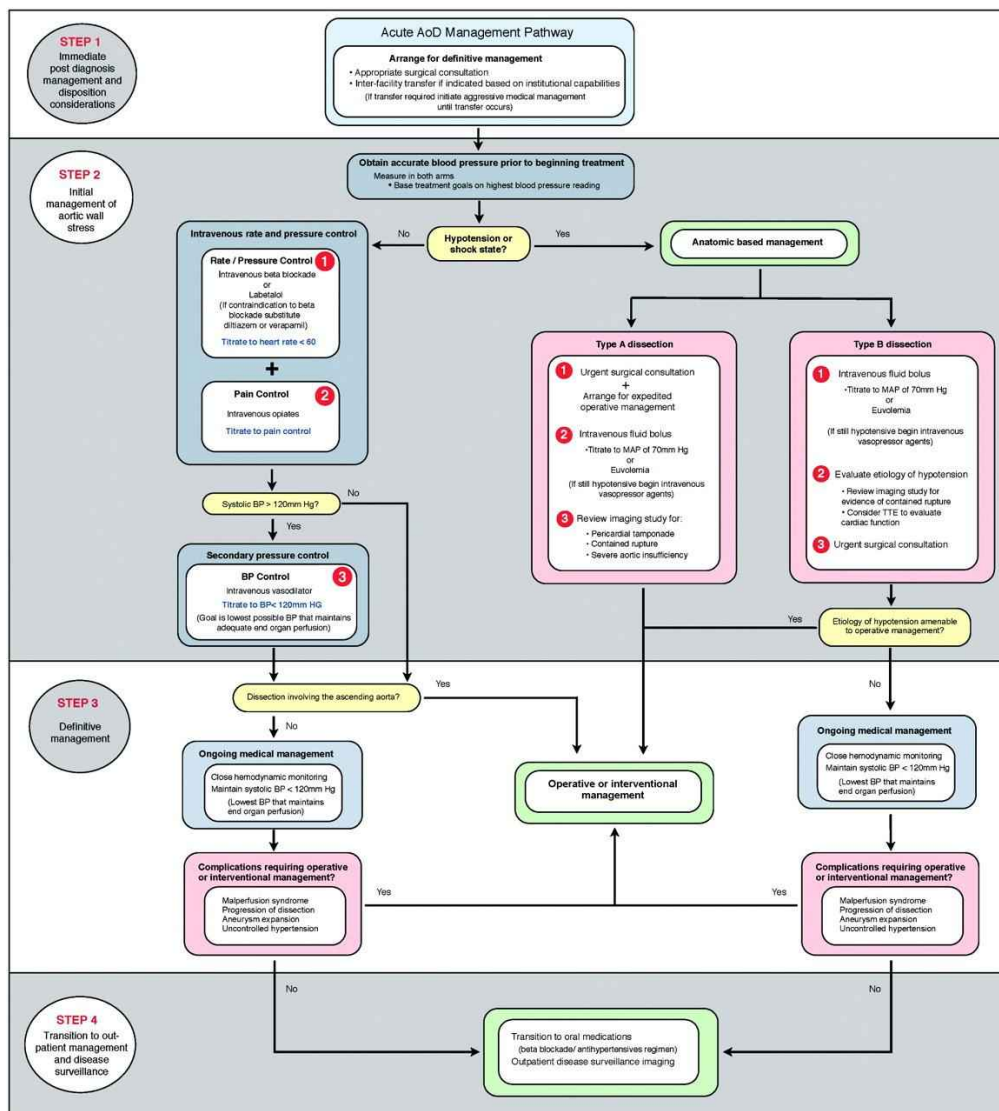 STEP 1
Immediate
post diagnosis
management and
disposition
considerations
Acute AoD Management Pathway
Arrange for definitive management
• Appropriate surgical consultation
• Inter-facility transfer if indicated based on institutional capabilities
(If transfer required initiate aggressive medical management
until transfer occurs)
STEP 2
Initial
management of
aortic wall
stress
Obtain accurate blood pressure prior to beginning treatment
Measure in both arms
• Base treatment goals on highest blood pressure reading
Hypotension or
shock state?
No
Yes
Intravenous rate and pressure control
Rate / Pressure Control
1
Intravenous beta blockade
or
Labetalol
(If contraindication to beta
blockade substitute
diltiazem or verapamil)
Titrate to heart rate < 60
+
Pain Control
2
Intravenous opiates
Titrate to pain control
Systolic BP > 120mm Hg?
No
Yes
Secondary pressure control
BP Control
3
Intravenous vasodilator
Titrate to BP< 120mm HG
(Goal is lowest possible BP that maintains
adequate end organ perfusion)
Anatomic based management
Type A dissection
1 Urgent surgical consultation
+
Arrange for expedited
operative management
2 Intravenous fluid bolus
•Titrate to MAP of 70mm Hg
or
Euvolemia
(If still hypotensive begin intravenous
vasopressor agents)
3 Review imaging study for:
• Pericardial tamponade
• Contained rupture
• Severe aortic insufficiency
Type B dissection
1 Intravenous fluid bolus
•Titrate to MAP of 70mm Hg
or
Euvolemia
(If still hypotensive begin intravenous
vasopressor agents)
2 Evaluate etiology of hypotension
• Review imaging study for
evidence of contained rupture
• Consider TTE to evaluate
cardiac function
3 Urgent surgical consultation
Etiology of hypotension amenable
to operative management?
Yes
No
STEP 3
Definitive
management
Dissection involving the ascending aorta?
Yes
No
Ongoing medical management
Close hemodynamic monitoring
Maintain systolic BP < 120mm Hg
(Lowest BP that maintains
end organ perfusion)
Operative or interventional
management
Ongoing medical management
Close hemodynamic monitoring
Maintain systolic BP < 120mm Hg
(Lowest BP that maintains
end organ perfusion)
Complications requiring operative
or interventional management?
Malperfusion syndrome
Progression of dissection
Aneurysm expansion
Uncontrolled hypertension
Yes
Yes
Complications requiring operative
or interventional management?
Malperfusion syndrome
Progression of dissection
Aneurysm expansion
Uncontrolled hypertension
No
No
STEP 4
Transition to out-
patient management
and disease
surveillance
Transition to oral medications
(beta blockade/ antihypertensives regimen)
Outpatient disease surveillance imaging